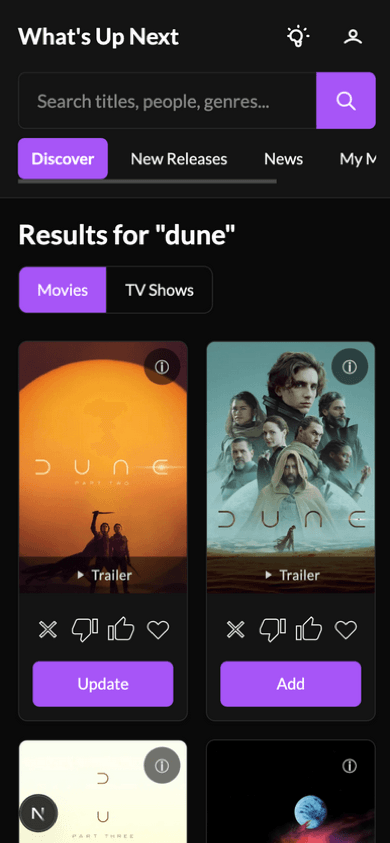 What's Up Next
Search titles, people, genres...
Discover New Releases News My M
Results for "dune"
Movies TV Shows
DUNE
PART TWO
DUNE
Trailer Trailer
Update Add
D
U
PART THREE
N